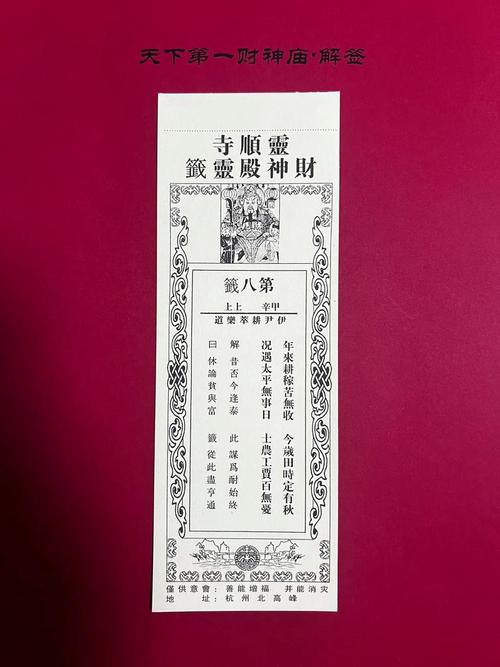 天下第一财神庙·解签
靈順寺
財神殿靈籤
第八籤
甲辛 上上
伊尹耕莘樂道
年來耕稼苦無收 今歲田時定有秋
况遇太平無事日 士農工賈百無憂
解 昔否今逢泰 此謀爲耐始終
曰 休論貧與富 籤從此盡亨通
僅供意會：善能增福 并能消灾
地址：杭州北高峰